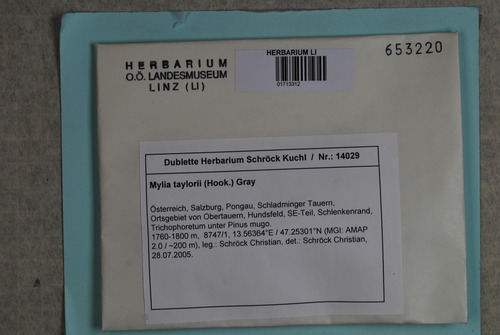 HERBARIUM
O.Ö. LANDESMUSEUM
LINZ (LI)
HERBARIUM LI
01713312
653220
Dublette Herbarium Schröck Kuchl / Nr.: 14029
Mylia taylorii (Hook.) Gray
Österreich, Salzburg, Pongau, Schladminger Tauern,
Ortsgebiet von Obertauern, Hundsfeld, SE-Teil, Schlenkenrand,
Trichophoretum unter Pinus mugo.
1760-1800 m, 8747/1, 13.56364°E / 47.25301°N (MGI: AMAP
2.0 / ~200 m), leg.: Schröck Christian, det.: Schröck Christian,
28.07.2005.